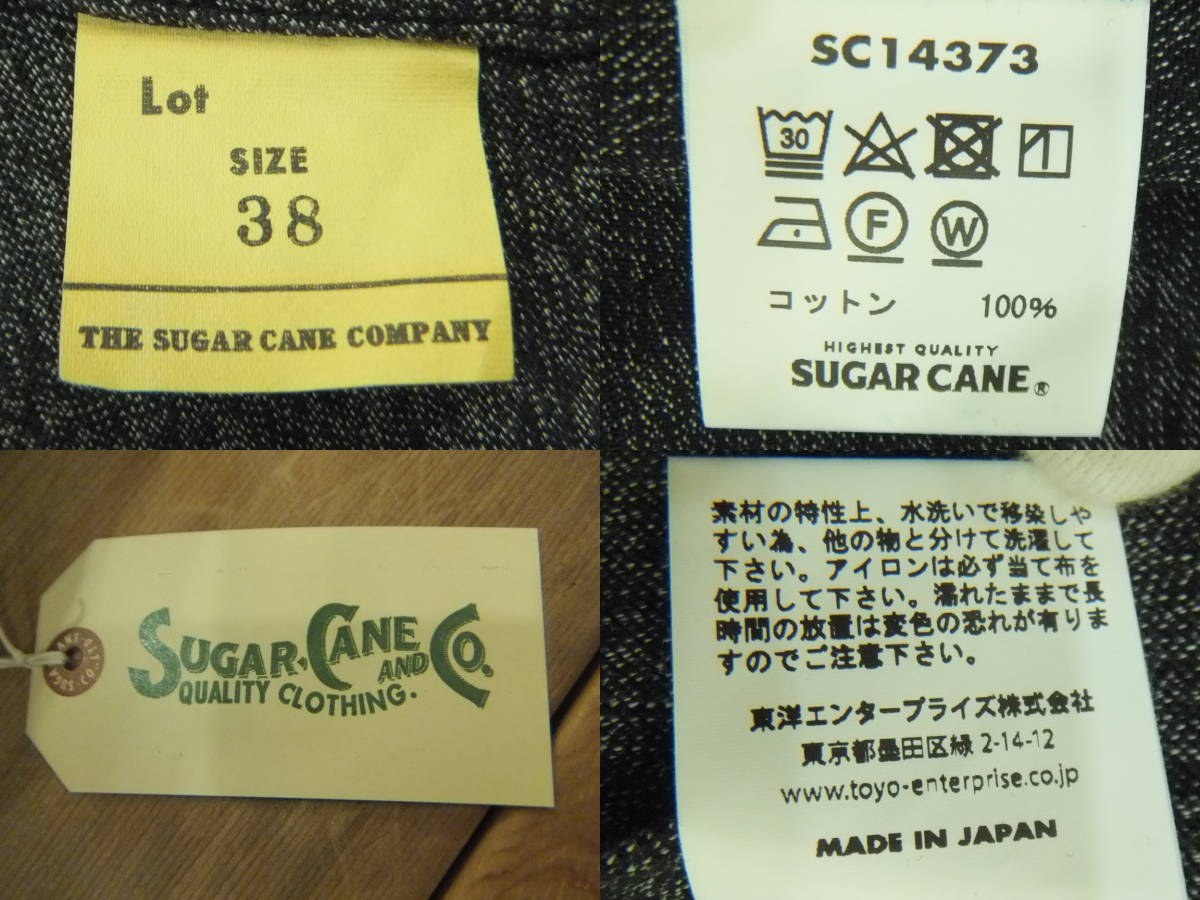 Lot
SIZE
38
THE SUGAR CANE COMPANY
SC14373
30
F
W
コットン 100%
HIGHEST QUALITY
SUGAR CANE®
SUGAR CANE AND CO.
QUALITY CLOTHING.
素材の特性上、水洗いで移染しや
すい為、他の物と分けて洗濯して
下さい。アイロンは必ず当て布を
使用して下さい。濡れたままで長
時間の放置は変色の恐れが有りま
すのでご注意下さい。
東洋エンタープライズ株式会社
東京都墨田区緑 2-14-12
www.toyo-enterprise.co.jp
MADE IN JAPAN